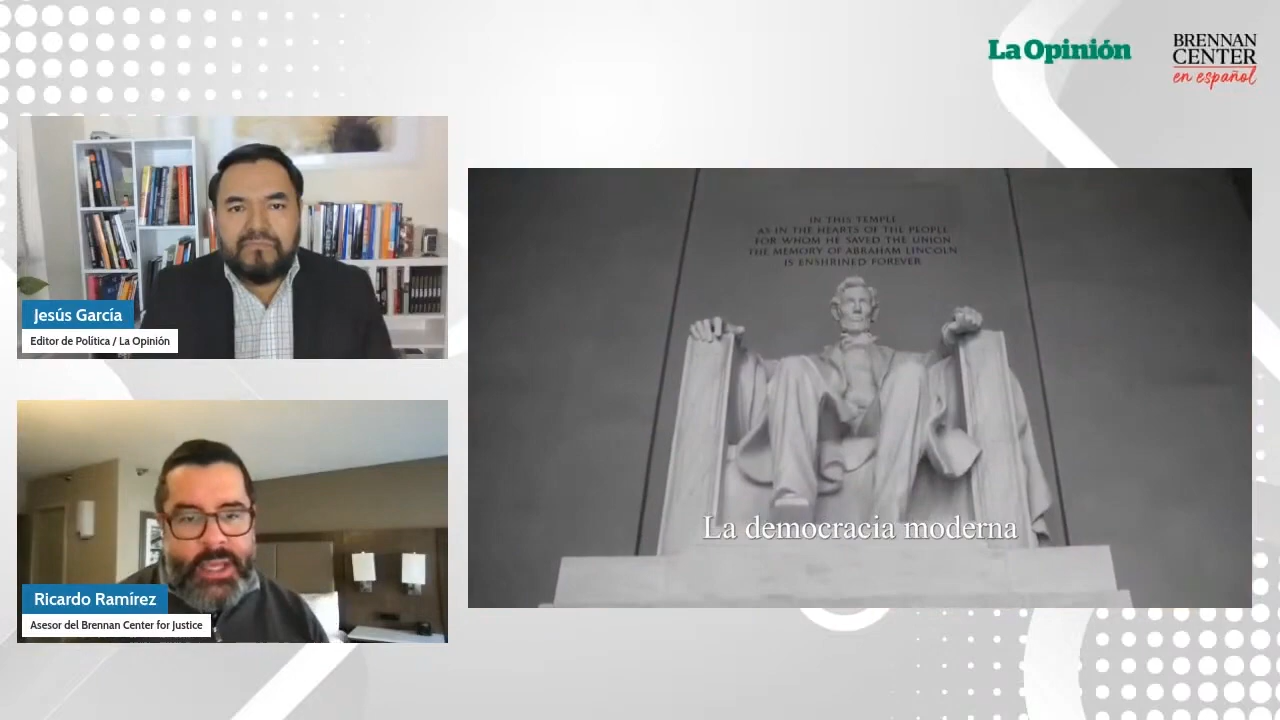 La Opinión
BRENNAN
CENTER
en español
Jesús García
Editor de Política / La Opinión
IN THIS TEMPLE
AS IN THE HEARTS OF THE PEOPLE
FOR WHOM HE SAVED THE UNION
THE MEMORY OF ABRAHAM LINCOLN
IS ENSHRINED FOREVER
La democracia moderna
Ricardo Ramírez
Asesor del Brennan Center for Justice